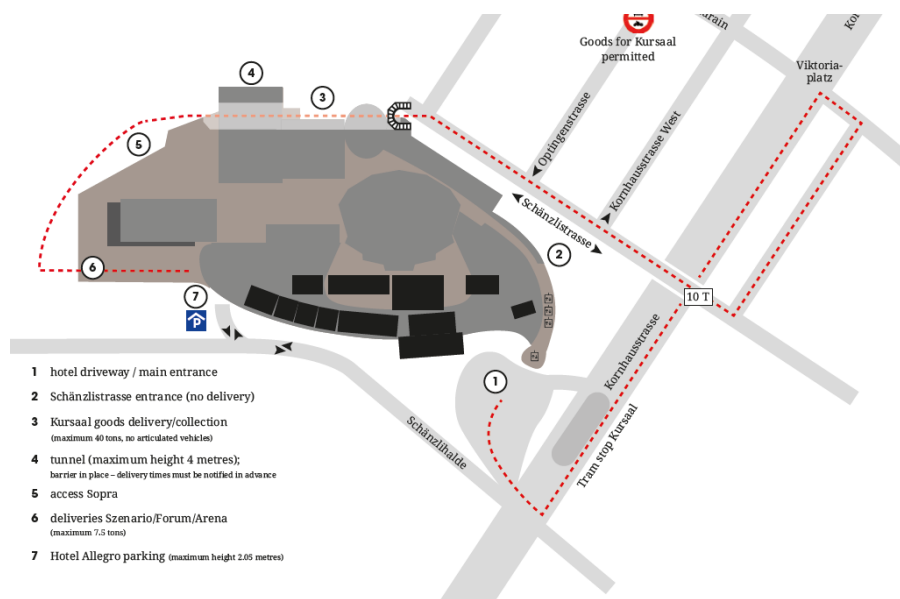 Goods for Kursaal
permitted
Viktoria-
platz
4
3
5
Optingenstrasse
Kornhausstrasse West
Schänzlistrasse
2
6
7
P
10 T
1
Kornhausstrasse
Tram stop Kursaal
Schänzlihalde
1 hotel driveway / main entrance
2 Schänzlistrasse entrance (no delivery)
3 Kursaal goods delivery/collection
(maximum 40 tons, no articulated vehicles)
4 tunnel (maximum height 4 metres);
barrier in place – delivery times must be notified in advance
5 access Sopra
6 deliveries Szenario/Forum/Arena
(maximum 7.5 tons)
7 Hotel Allegro parking (maximum height 2.05 metres)